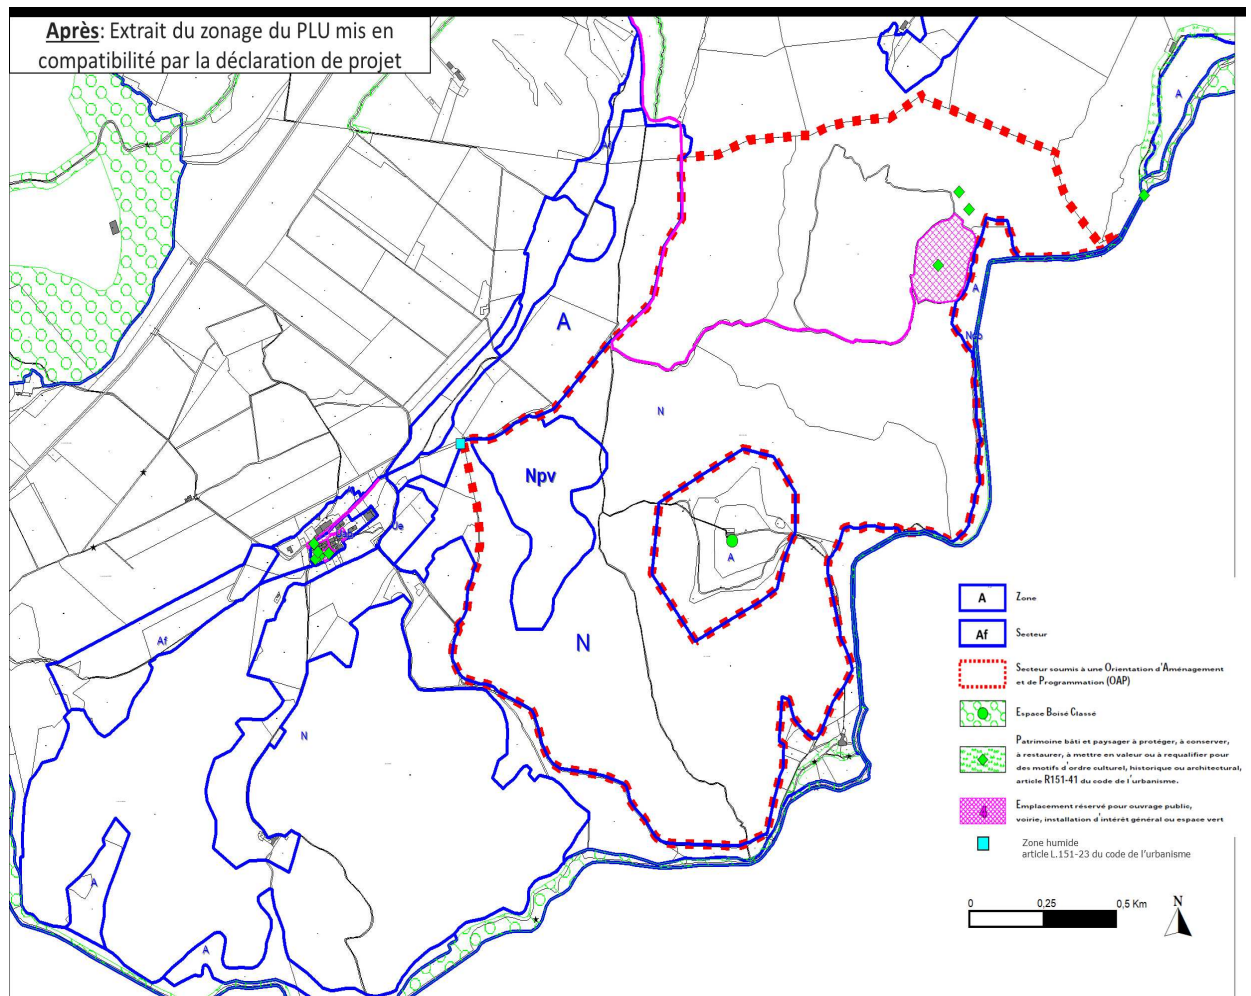 Après: Extrait du zonage du PLU mis en
compatibilité par la déclaration de projet
A
A
A
N
Npv
A
Ue
N
Af
N
A
A
A Zone
Af Secteur
Secteur soumis à une Orientation d'Aménagement
et de Programmation (OAP)
Espace Boisé Classé
Patrimoine bâti et paysager à protéger, à conserver,
à restaurer, à mettre en valeur ou à requalifier pour
des motifs d'ordre culturel, historique ou architectural,
article R151-41 du code de l'urbanisme.
Emplacement réservé pour ouvrage public,
voirie, installation d'intérêt général ou espace vert
Zone humide
article L.151-23 du code de l'urbanisme
0 0,25 0,5 Km
N